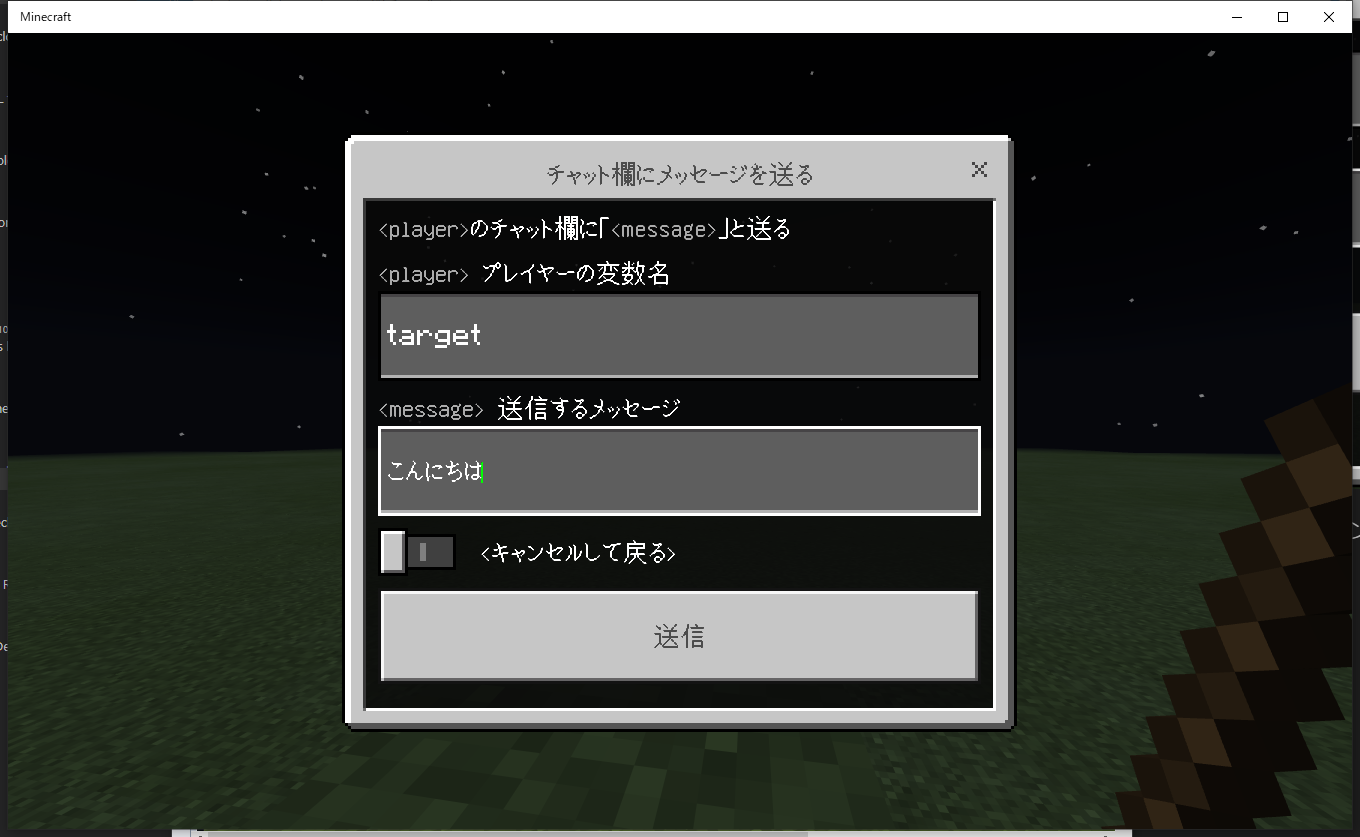 Minecraft
チャット欄にメッセージを送る
<player>のチャット欄に「<message>」と送る
<player> プレイヤーの変数名
target
<message> 送信するメッセージ
こんにちは
<キャンセルして戻る>
送信